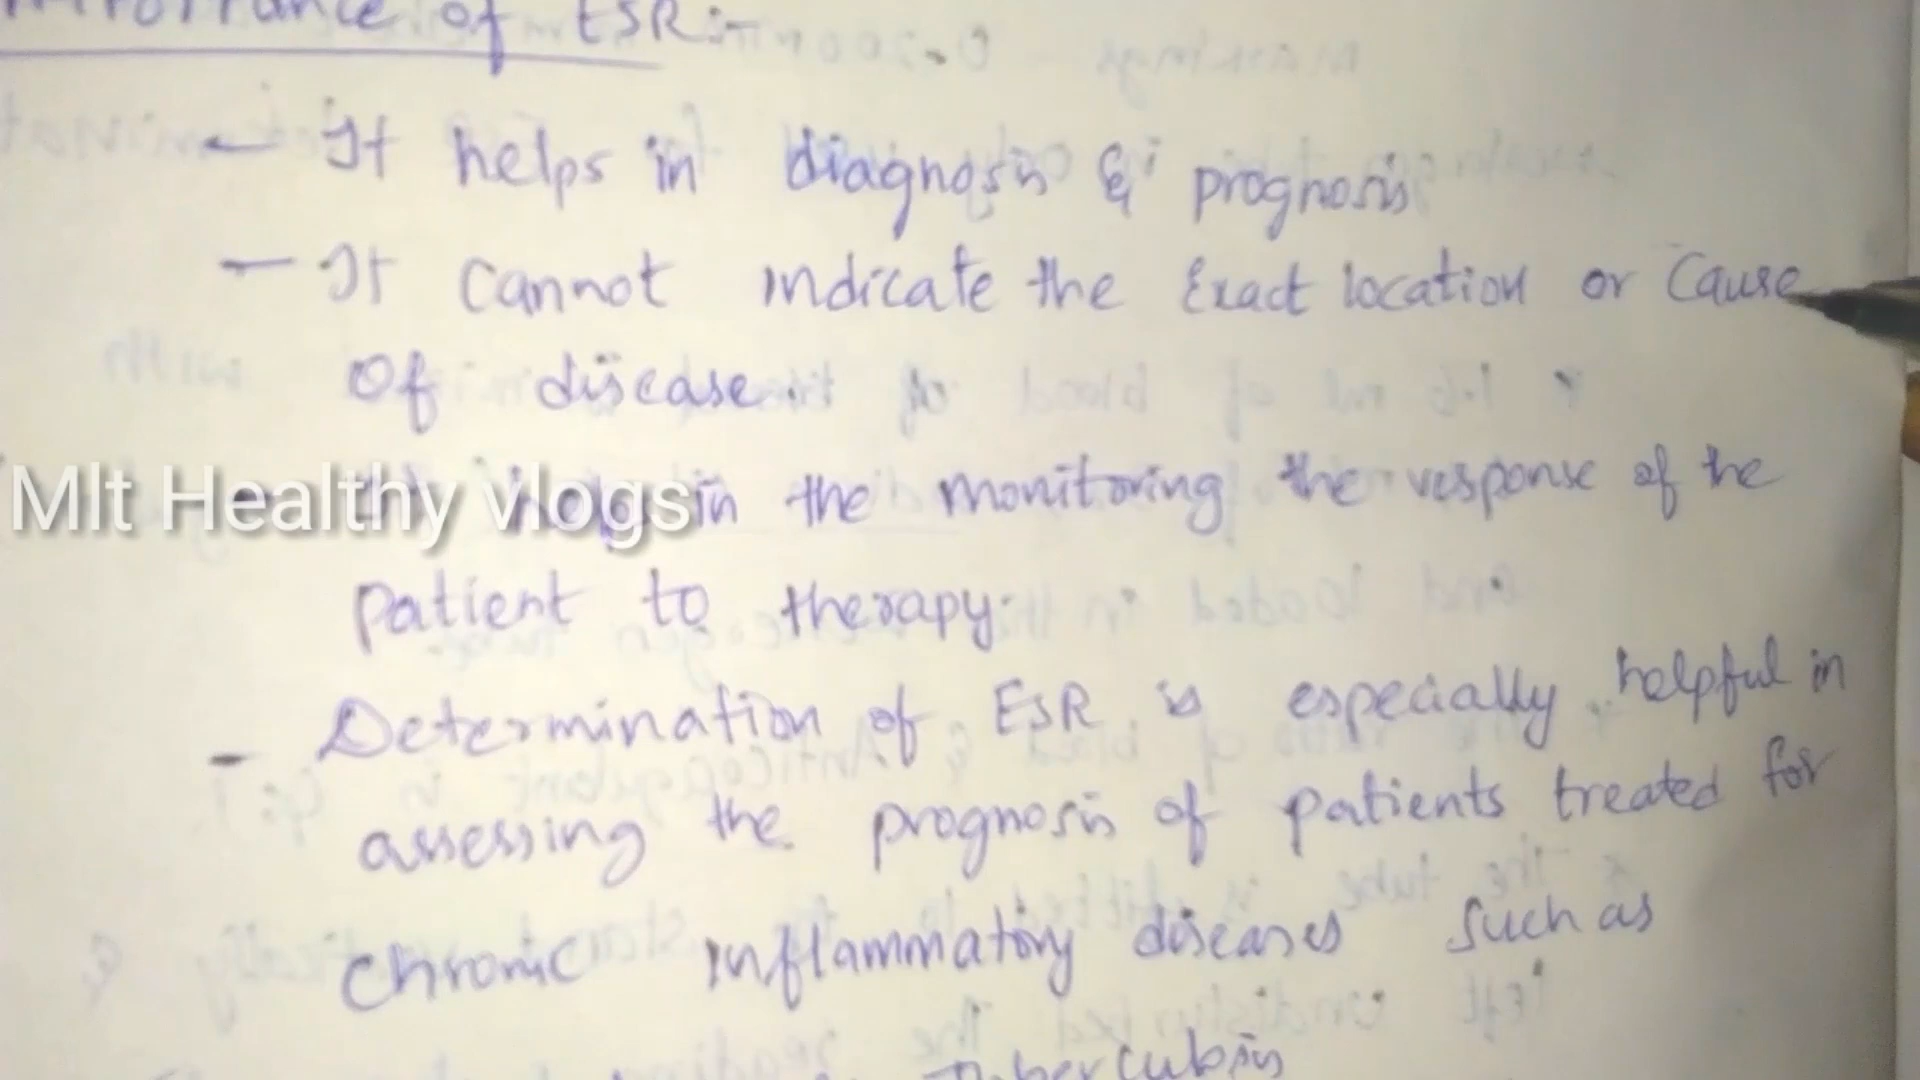 Importance of ESR:-
- It helps in diagnosis & prognosis
- It cannot indicate the Exact location or Cause
of disease.
Mlt Healthy vlogs
in the monitoring the response of the
patient to therapy.
- Determination of ESR is especially helpful in
assessing the prognosis of patients treated for
chronic inflammatory diseases such as
Tuberculosis